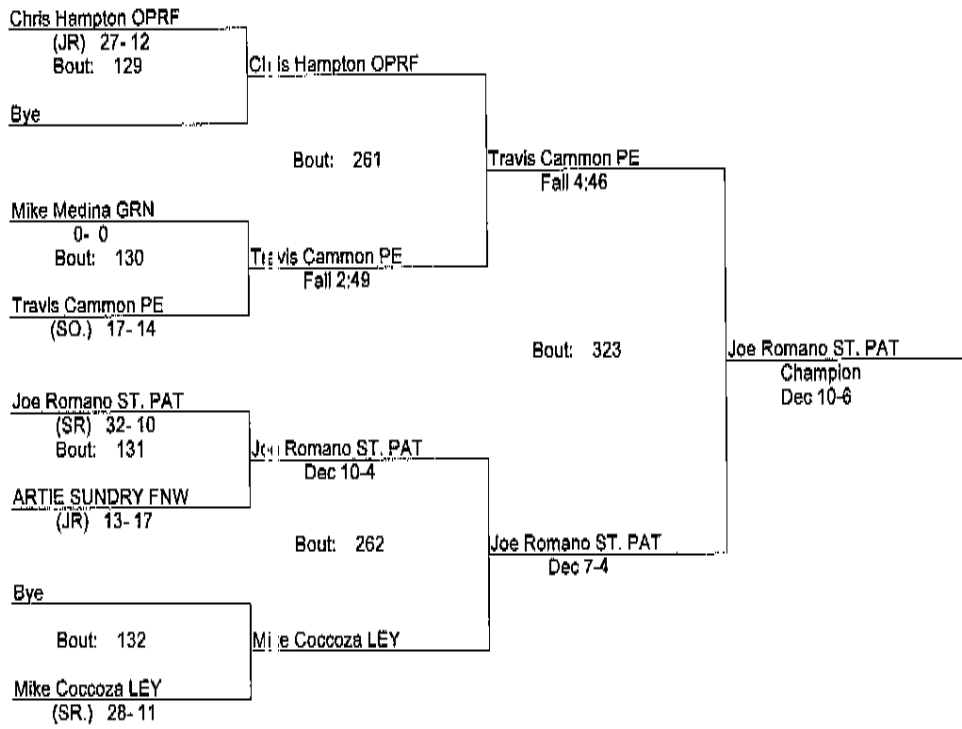 Chris Hampton OPRF
(JR) 27- 12
Bout: 129
Bye
Chris Hampton OPRF
Bout: 261
Mike Medina GRN
0- 0
Bout: 130
Travis Cammon PE
(SO.) 17- 14
Travis Cammon PE
Fall 2:49
Travis Cammon PE
Fall 4:46
Bout: 323
Joe Romano ST. PAT
(SR) 32- 10
Bout: 131
ARTIE SUNDRY FNW
(JR) 13- 17
Joe Romano ST. PAT
Dec 10-4
Bout: 262
Bye
Bout: 132
Mike Coccoza LEY
(SR.) 28- 11
Mike Coccoza LEY
Joe Romano ST. PAT
Dec 7-4
Joe Romano ST. PAT
Champion
Dec 10-6